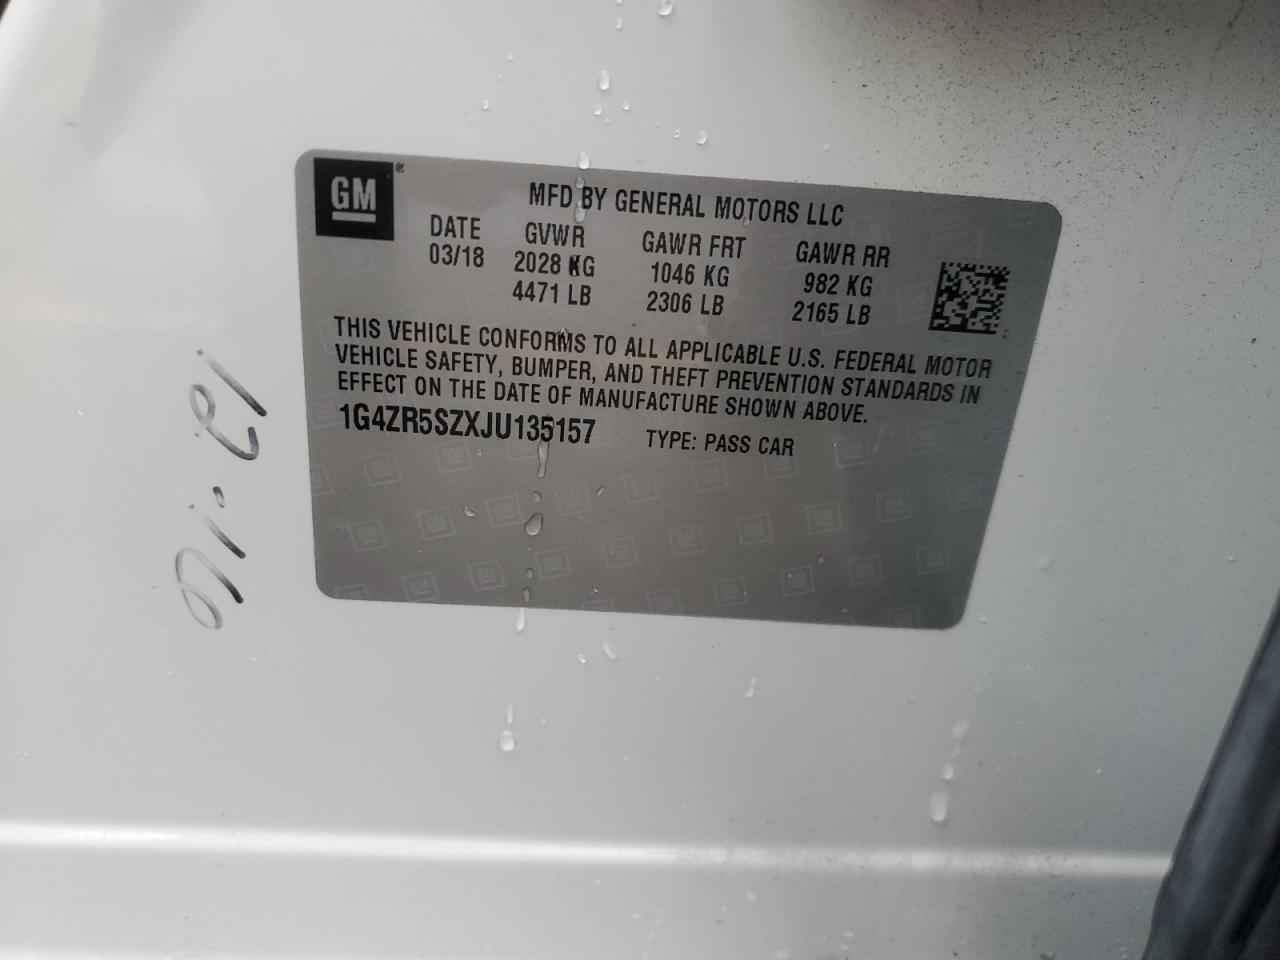 GM
MFD BY GENERAL MOTORS LLC
DATE GVWR GAWR FRT GAWR RR
03/18 2028 KG 1046 KG 982 KG
4471 LB 2306 LB 2165 LB
THIS VEHICLE CONFORMS TO ALL APPLICABLE U.S. FEDERAL MOTOR
VEHICLE SAFETY, BUMPER, AND THEFT PREVENTION STANDARDS IN
EFFECT ON THE DATE OF MANUFACTURE SHOWN ABOVE.
1G4ZR5SZXJU135157 TYPE: PASS CAR